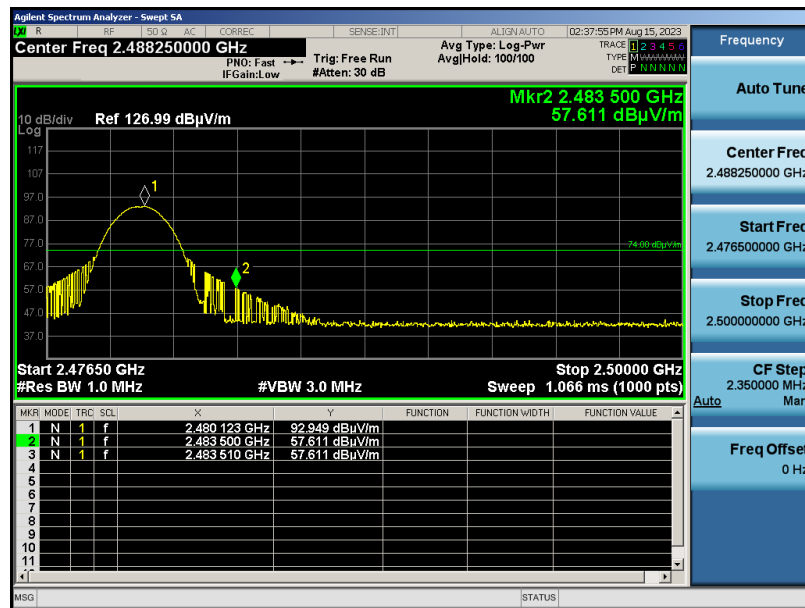 Agilent Spectrum Analyzer - Swept SA
LXI R RF 50 Ω AC CORREC SENSE:INT ALIGN AUTO 02:37:55 PM Aug 15, 2023
Center Freq 2.488250000 GHz
PNO: Fast
IFGain:Low
Trig: Free Run
#Atten: 30 dB
Avg Type: Log-Pwr
Avg|Hold: 100/100
TRACE 1 2 3 4 5 6
TYPE M
DET P N N N N N
Mkr2 2.483 500 GHz
57.611 dBµV/m
10 dB/div
Log
Ref 126.99 dBµV/m
117
107
97.0
87.0
77.0
67.0
57.0
47.0
37.0
1
2
74.00 dBµV/m
Start 2.47650 GHz
Stop 2.50000 GHz
#Res BW 1.0 MHz
#VBW 3.0 MHz
Sweep 1.066 ms (1000 pts)
MKR MODE TRC SCL X Y FUNCTION FUNCTION WIDTH FUNCTION VALUE
1 N 1 f 2.480 123 GHz 92.949 dBµV/m
2 N 1 f 2.483 500 GHz 57.611 dBµV/m
3 N 1 f 2.483 510 GHz 57.611 dBµV/m
4
5
6
7
8
9
10
11
MSG
STATUS
Frequency
Auto Tune
Center Freq
2.488250000 GHz
Start Freq
2.476500000 GHz
Stop Freq
2.500000000 GHz
CF Step
2.350000 MHz
Auto Man
Freq Offset
0 Hz